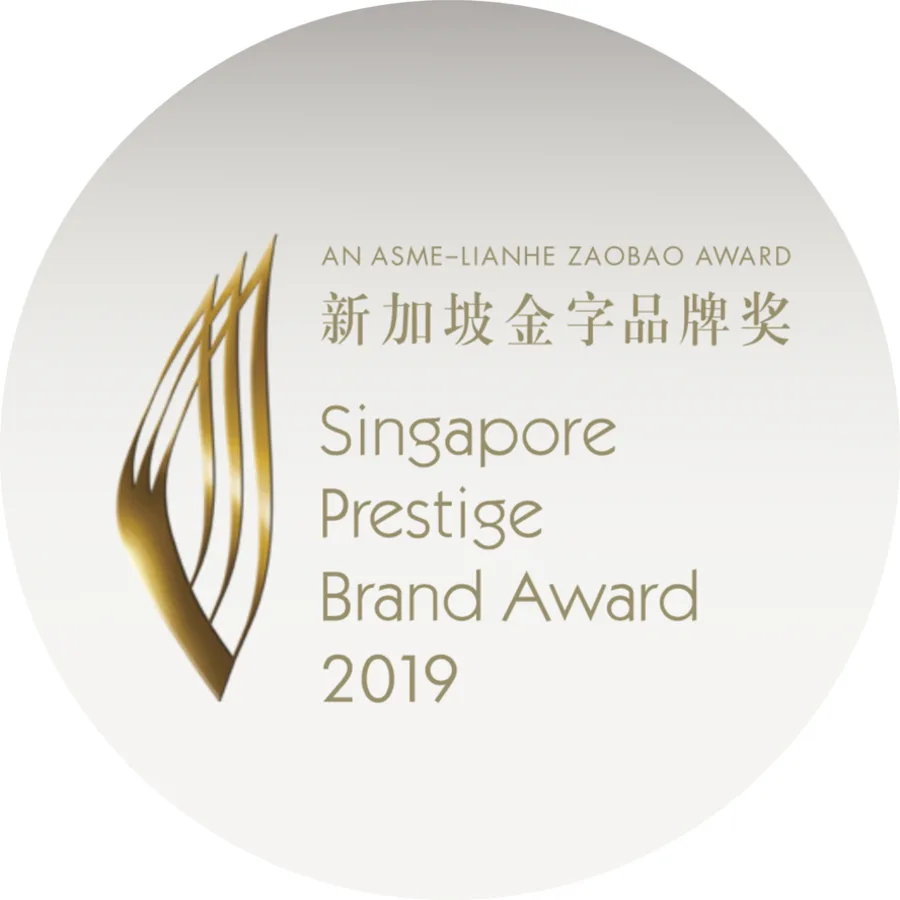 AN ASME–LIANHE ZAOBAO AWARD
新加坡金字品牌奖
Singapore
Prestige
Brand Award
2019